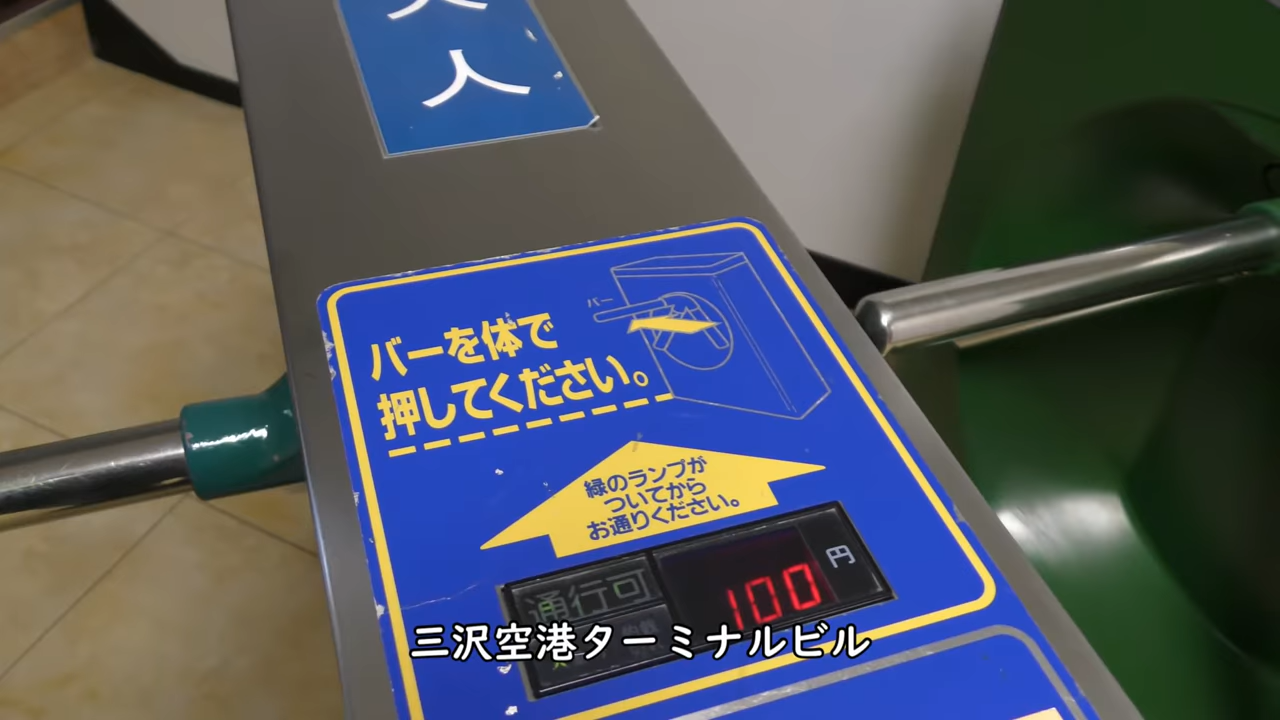 大人
バー
バーを体で
押してください。
緑のランプが
ついてから
お通りください。
通行可
100
円
三沢空港ターミナルビル